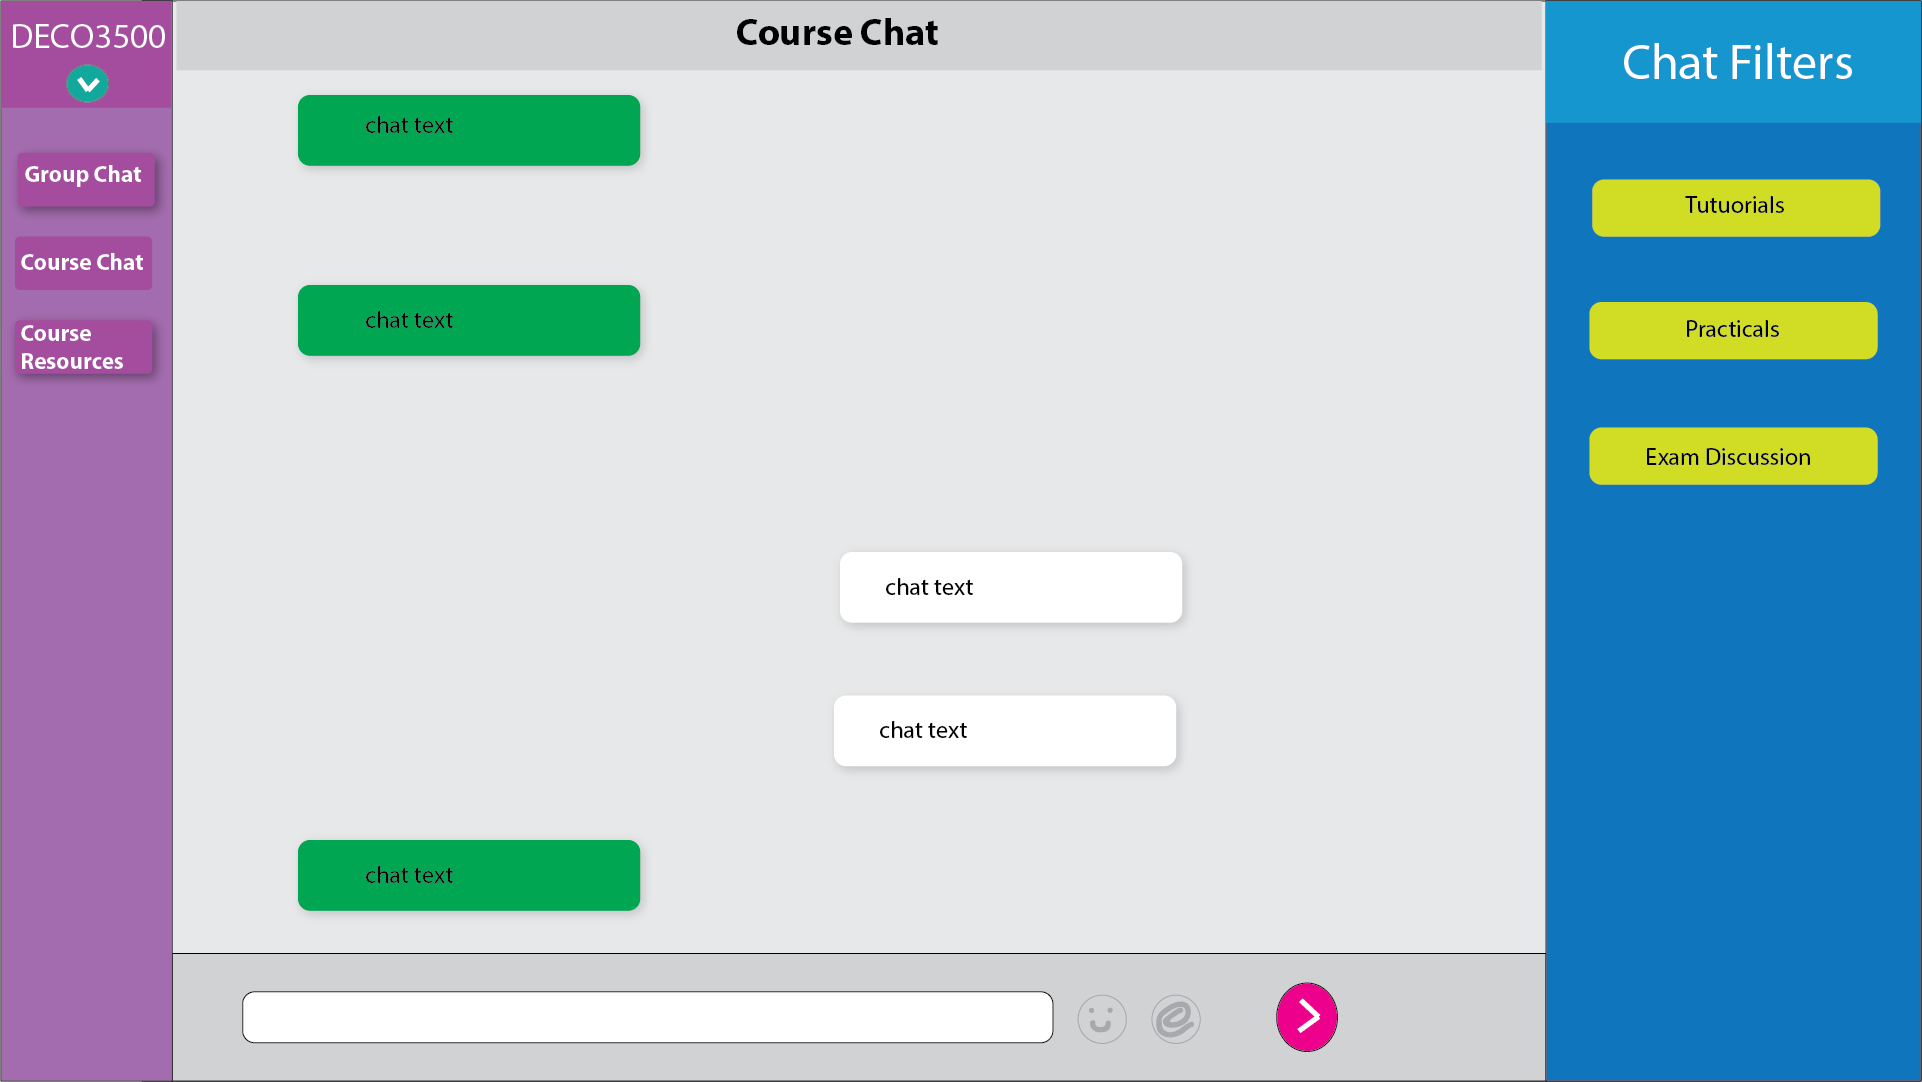 DECO3500
Group Chat
Course Chat
Course
Resources
Course Chat
chat text
chat text
chat text
chat text
chat text
Chat Filters
Tutuorials
Practicals
Exam Discussion